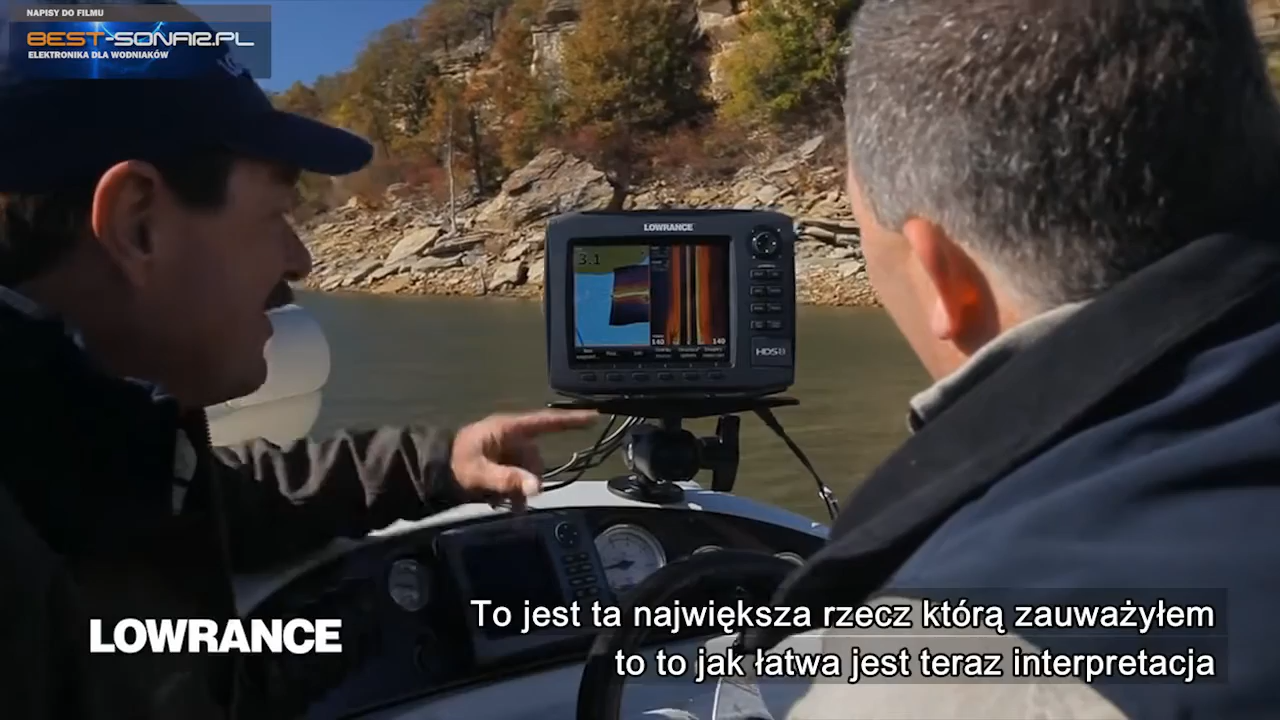 NAPISY DO FILMU
BEST-SONAR.PL
ELEKTRONIKA DLA WODNIAKÓW
LOWRANCE
3.1
140
140
HDS8
LOWRANCE
To jest ta największa rzecz którą zauważyłem
to to jak łatwa jest teraz interpretacja